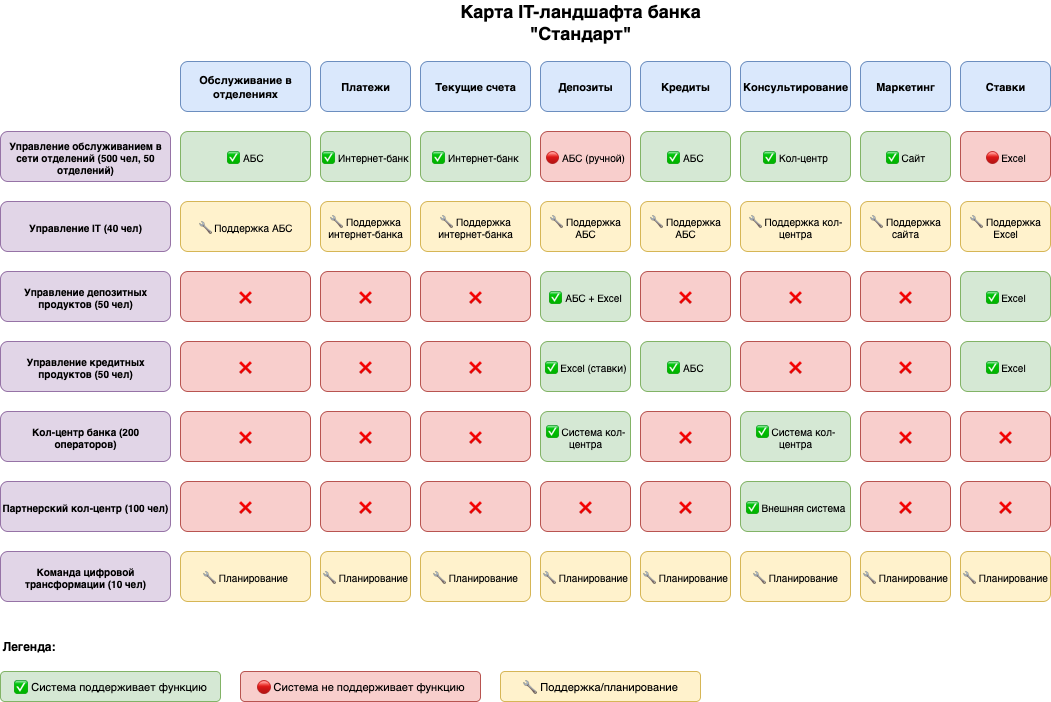 Карта IT-ландшафта банка
"Стандарт"
Обслуживание в
отделениях
Платежи
Текущие счета
Депозиты
Кредиты
Консультирование
Маркетинг
Ставки
Управление обслуживанием в
сети отделений (500 чел, 50
отделений)
✅ АБС
✅ Интернет-банк
✅ Интернет-банк
🔴 АБС (ручной)
✅ АБС
✅ Кол-центр
✅ Сайт
🔴 Excel
Управление IT (40 чел)
🔧 Поддержка АБС
🔧 Поддержка
интернет-банка
🔧 Поддержка
интернет-банка
🔧 Поддержка
АБС
🔧 Поддержка
АБС
🔧 Поддержка кол-
центра
🔧 Поддержка
сайта
🔧 Поддержка
Excel
Управление депозитных
продуктов (50 чел)
❌
❌
❌
✅ АБС + Excel
❌
❌
❌
✅ Excel
Управление кредитных
продуктов (50 чел)
❌
❌
❌
✅ Excel (ставки)
✅ АБС
❌
❌
✅ Excel
Кол-центр банка (200
операторов)
❌
❌
❌
✅ Система кол-
центра
❌
✅ Система кол-
центра
❌
❌
Партнерский кол-центр (100 чел)
❌
❌
❌
❌
❌
✅ Внешняя система
❌
❌
Команда цифровой
трансформации (10 чел)
🔧 Планирование
🔧 Планирование
🔧 Планирование
🔧 Планирование
🔧 Планирование
🔧 Планирование
🔧 Планирование
🔧 Планирование
Легенда:
✅ Система поддерживает функцию
🔴 Система не поддерживает функцию
🔧 Поддержка/планирование